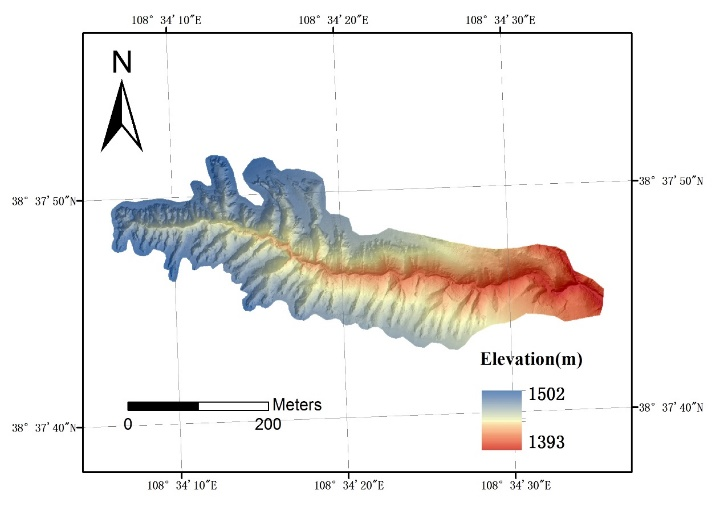 108° 34'10"E 108° 34'20"E 108° 34'30"E
N
38° 37'50"N
38° 37'50"N
Elevation(m)
1502
1393
Meters
0 200
38° 37'40"N
38° 37'40"N
108° 34'10"E 108° 34'20"E 108° 34'30"E